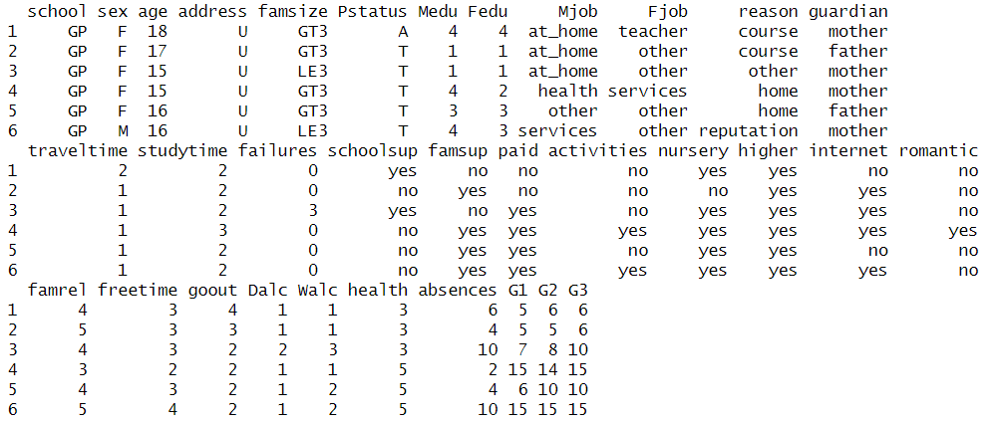 school sex age address famsize Pstatus Medu Fedu     Mjob     Fjob     reason guardian
1     GP   F  18       U     GT3       A    4    4  at_home  teacher     course   mother
2     GP   F  17       U     GT3       T    1    1  at_home    other     course   father
3     GP   F  15       U     LE3       T    1    1  at_home    other      other   mother
4     GP   F  15       U     GT3       T    4    2   health services       home   mother
5     GP   F  16       U     GT3       T    3    3    other    other       home   father
6     GP   M  16       U     LE3       T    4    3 services    other reputation   mother
  traveltime studytime failures schoolsup famsup paid activities nursery higher internet romantic
1          2         2        0       yes     no   no         no     yes    yes       no       no
2          1         2        0        no    yes   no         no      no    yes      yes       no
3          1         2        3       yes     no  yes         no     yes    yes      yes       no
4          1         3        0        no    yes  yes        yes     yes    yes      yes      yes
5          1         2        0        no    yes  yes         no     yes    yes       no       no
6          1         2        0        no    yes  yes        yes     yes    yes      yes       no
  famrel freetime goout Dalc Walc health absences G1 G2 G3
1      4        3     4    1    1      3        6  5  6  6
2      5        3     3    1    1      3        4  5  5  6
3      4        3     2    2    3      3       10  7  8 10
4      3        2     2    1    1      5        2 15 14 15
5      4        3     2    1    2      5        4  6 10 10
6      5        4     2    1    2      5       10 15 15 15